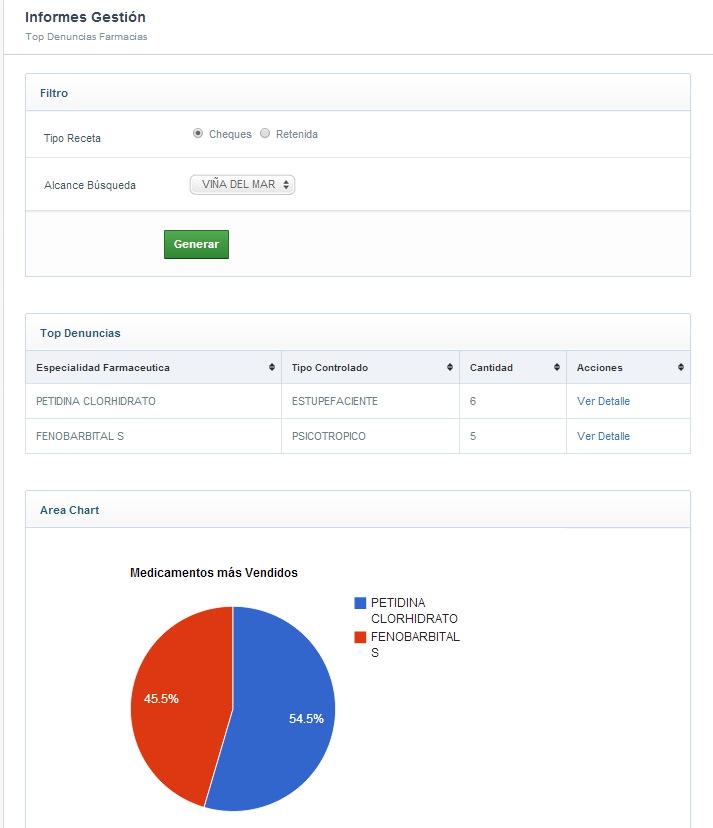 Informes Gestión
Top Denuncias Farmacias
Filtro
Tipo Receta Cheques Retenida
Alcance Búsqueda VIÑA DEL MAR
Generar
Top Denuncias
Especialidad Farmaceutica Tipo Controlado Cantidad Acciones
PETIDINA CLORHIDRATO ESTUPEFACIENTE 6 Ver Detalle
FENOBARBITAL S PSICOTROPICO 5 Ver Detalle
Area Chart
Medicamentos más Vendidos
PETIDINA
CLORHIDRATO
FENOBARBITAL
S
45.5%
54.5%